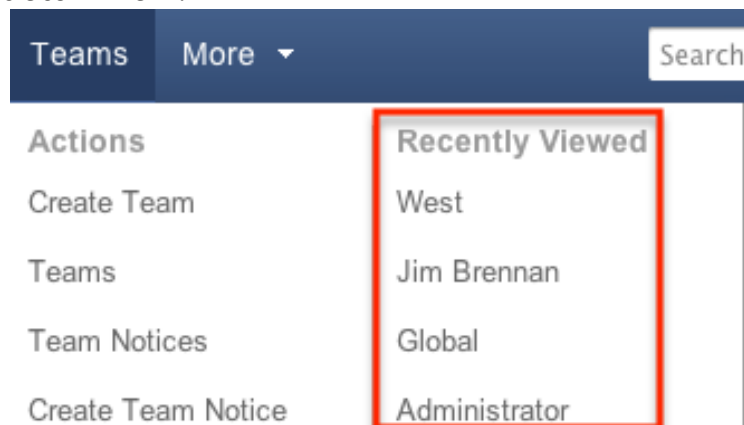 Teams More Search
Actions
Create Team
Teams
Team Notices
Create Team Notice
Recently Viewed
West
Jim Brennan
Global
Administrator